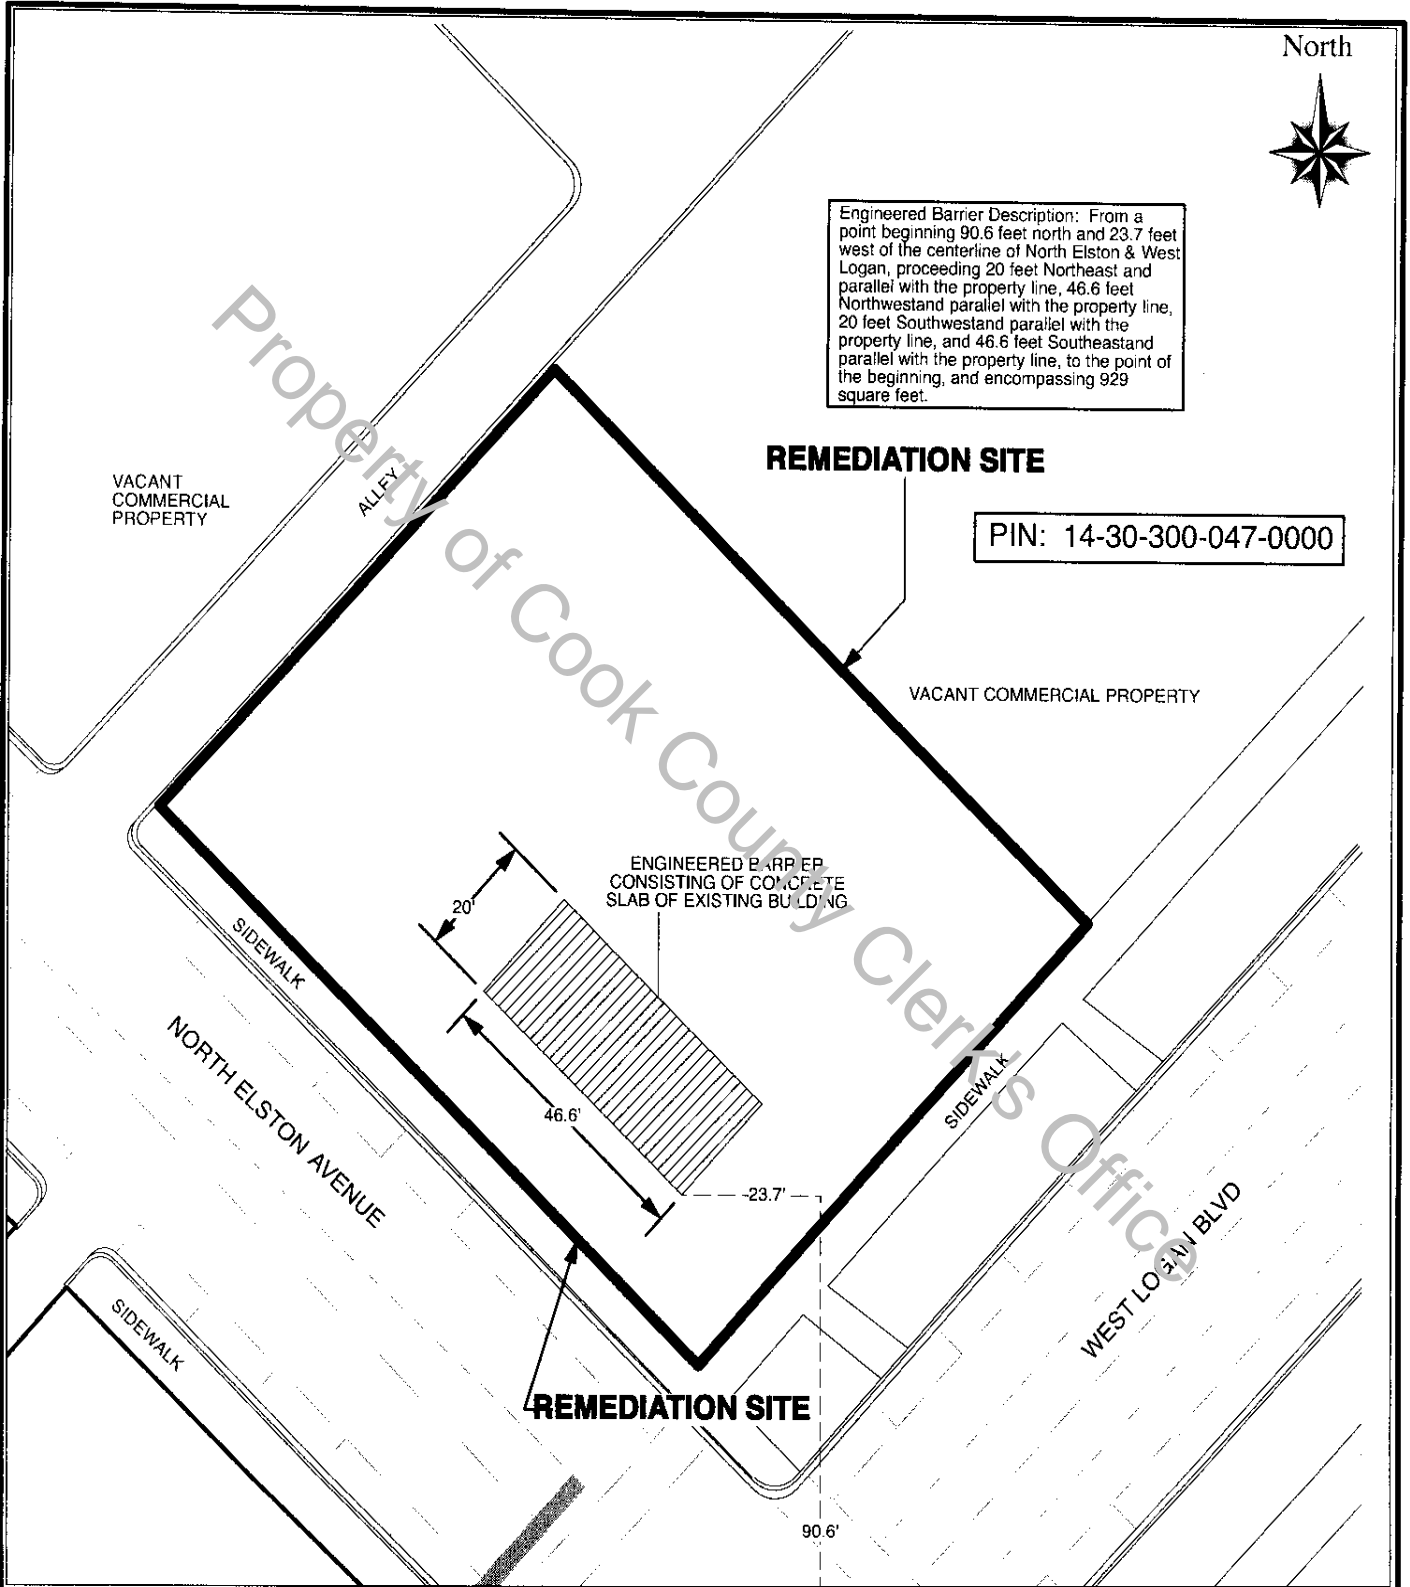 North
Engineered Barrier Description: From a
point beginning 90.6 feet north and 23.7 feet
west of the centerline of North Elston & West
Logan, proceeding 20 feet Northeast and
parallel with the property line, 46.6 feet
Northwestand parallel with the property line,
20 feet Southwestand parallel with the
property line, and 46.6 feet Southeastand
parallel with the property line, to the point of
the beginning, and encompassing 929
square feet.
REMEDIATION SITE
PIN: 14-30-300-047-0000
VACANT
COMMERCIAL
PROPERTY
ALLEY
VACANT COMMERCIAL PROPERTY
ENGINEERED BARRIER
CONSISTING OF CONCRETE
SLAB OF EXISTING BUILDING
20'
SIDEWALK
NORTH ELSTON AVENUE
46.6'
SIDEWALK
23.7'
WEST LOGAN BLVD
SIDEWALK
REMEDIATION SITE
90.6'
Property of Cook County Clerk's Office